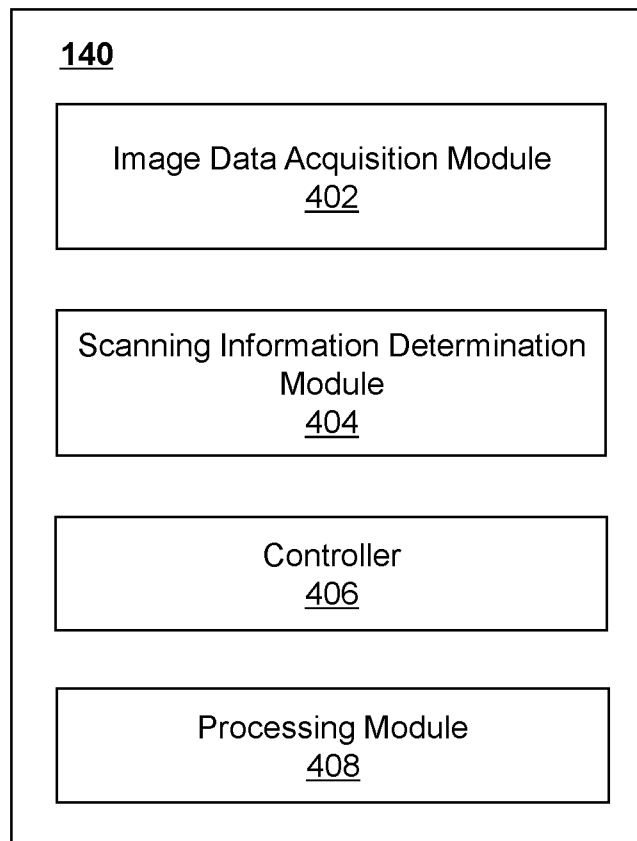 140
Image Data Acquisition Module
402
Scanning Information Determination
Module
404
Controller
406
Processing Module
408